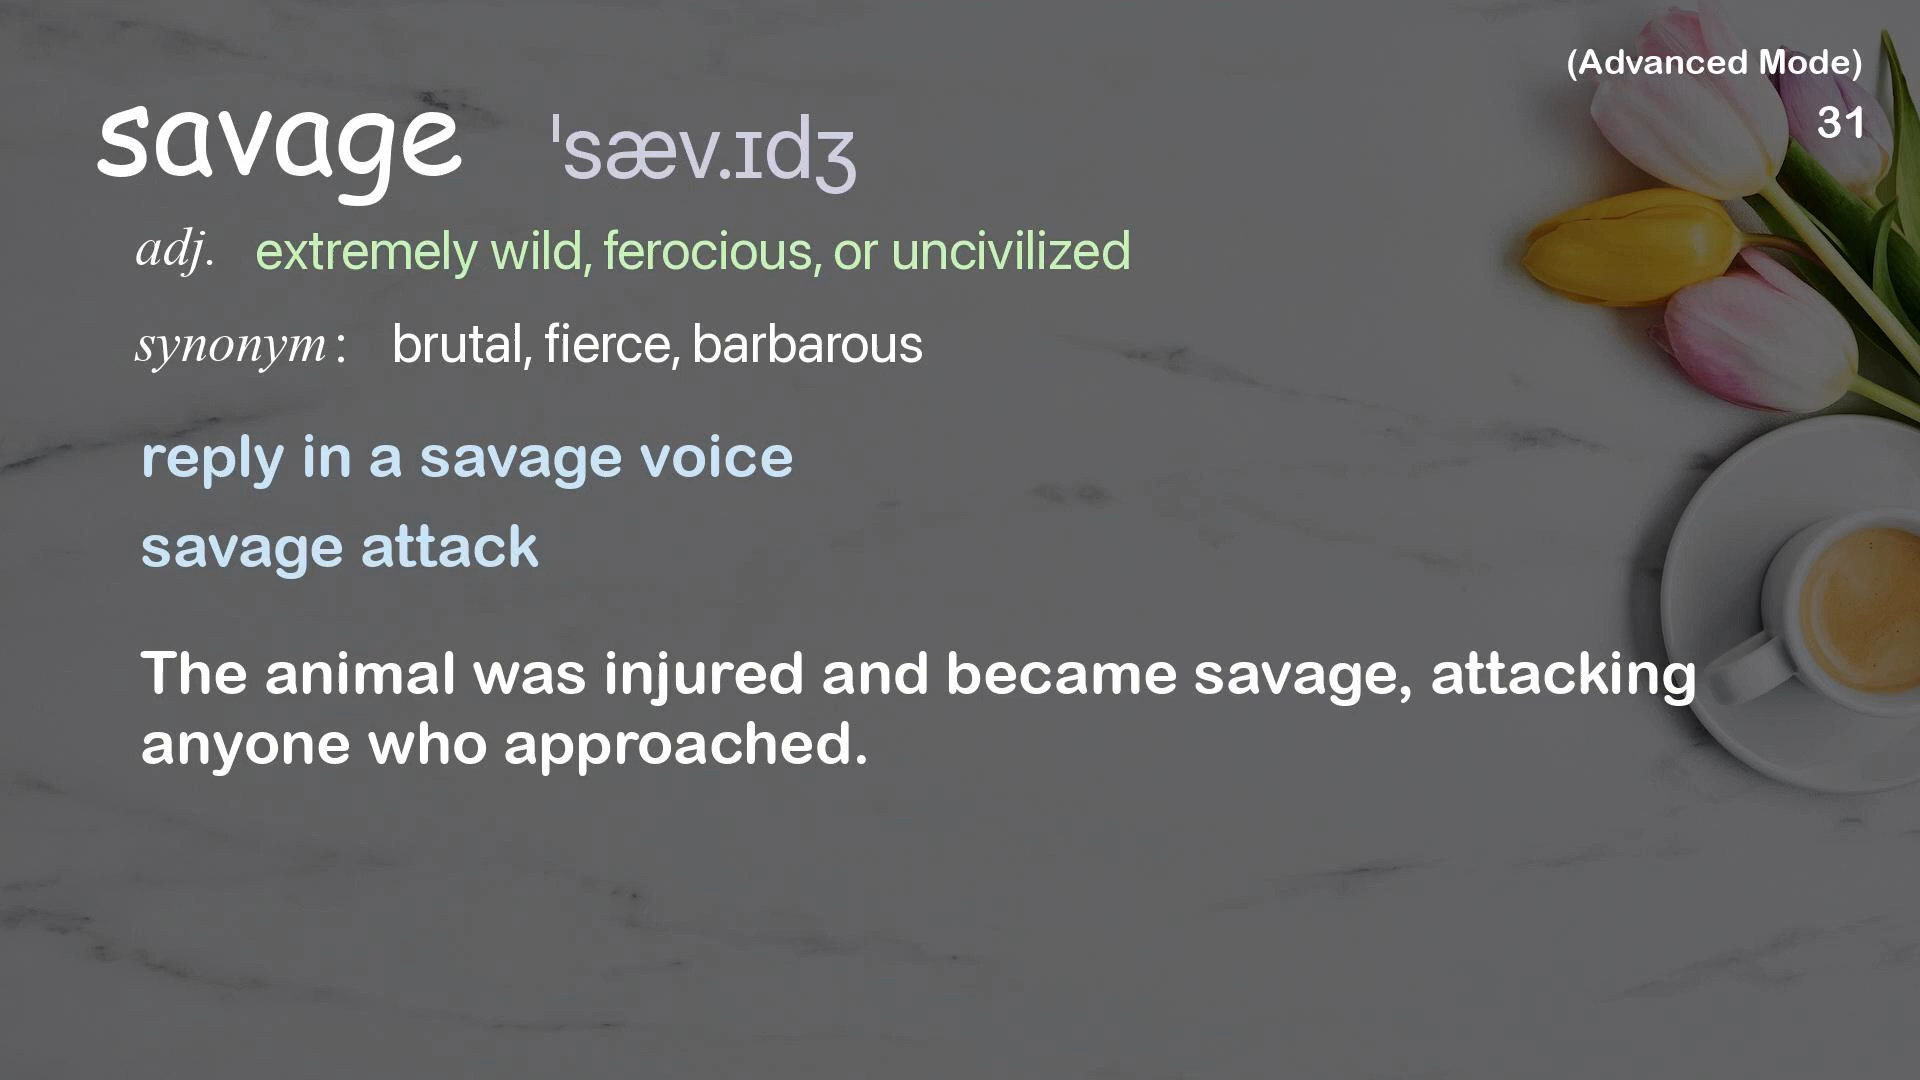 (Advanced Mode)
31
savage ˈsæv.ɪdʒ
adj. extremely wild, ferocious, or uncivilized
synonym: brutal, fierce, barbarous
reply in a savage voice
savage attack
The animal was injured and became savage, attacking
anyone who approached.